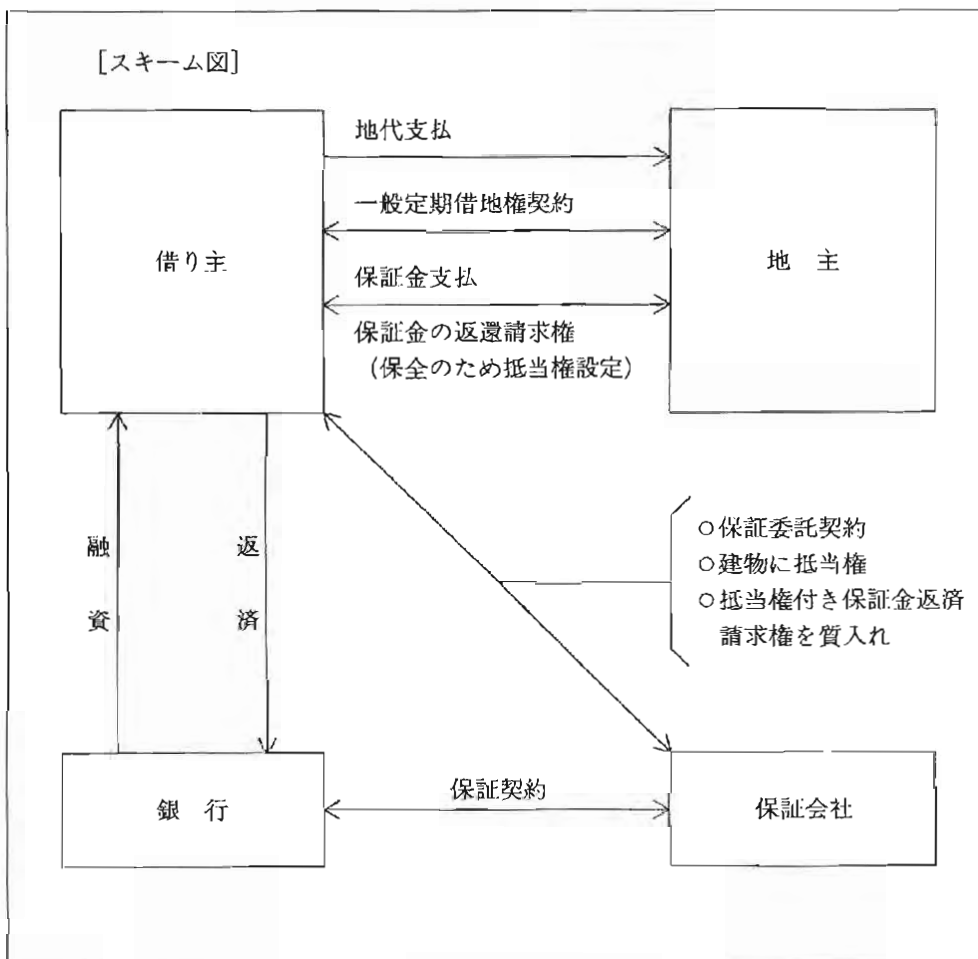 [スキーム図]
地代支払
一般定期借地権契約
借り主
地　主
保証金支払
保証金の返還請求権
（保全のため抵当権設定）
融資
返済
○保証委託契約
○建物に抵当権
○抵当権付き保証金返済
請求権を質入れ
銀　行
保証契約
保証会社